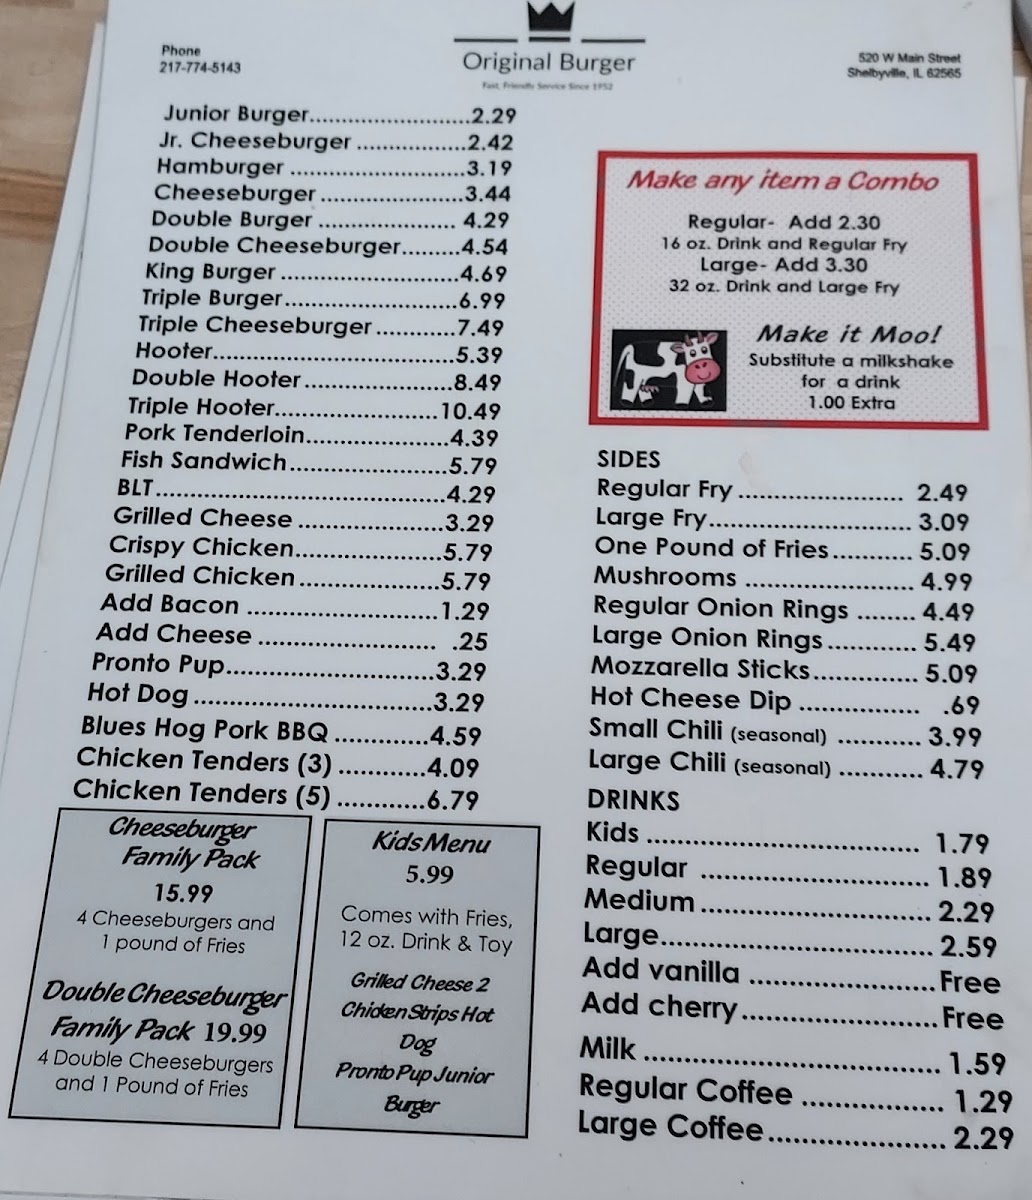 Phone
217-774-5143
Original Burger
Fast, Friendly Service Since 1952
520 W Main Street
Shelbyville, IL 62565
Junior Burger..........................2.29
Jr. Cheeseburger .................2.42
Hamburger ...........................3.19
Cheeseburger ......................3.44
Double Burger ..................... 4.29
Double Cheeseburger.........4.54
King Burger ...........................4.69
Triple Burger...........................6.99
Triple Cheeseburger ............7.49
Hooter.....................................5.39
Double Hooter.......................8.49
Triple Hooter.........................10.49
Pork Tenderloin......................4.39
Fish Sandwich........................5.79
BLT............................................4.29
Grilled Cheese ......................3.29
Crispy Chicken.......................5.79
Grilled Chicken .....................5.79
Add Bacon ...........................1.29
Add Cheese ......................... .25
Pronto Pup..............................3.29
Hot Dog ..................................3.29
Blues Hog Pork BBQ .............4.59
Chicken Tenders (3) ............4.09
Chicken Tenders (5) ............6.79
Cheeseburger
Family Pack
15.99
4 Cheeseburgers and
1 pound of Fries
Double Cheeseburger
Family Pack 19.99
4 Double Cheeseburgers
and 1 Pound of Fries
Kids Menu
5.99
Comes with Fries,
12 oz. Drink & Toy
Grilled Cheese 2
Chicken Strips Hot
Dog
Pronto Pup Junior
Burger
Make any item a Combo
Regular- Add 2.30
16 oz. Drink and Regular Fry
Large- Add 3.30
32 oz. Drink and Large Fry
Make it Moo!
Substitute a milkshake
for a drink
1.00 Extra
SIDES
Regular Fry ....................... 2.49
Large Fry............................ 3.09
One Pound of Fries........... 5.09
Mushrooms ....................... 4.99
Regular Onion Rings ........ 4.49
Large Onion Rings............ 5.49
Mozzarella Sticks.............. 5.09
Hot Cheese Dip ................ .69
Small Chili (seasonal) ........... 3.99
Large Chili (seasonal) ........... 4.79
DRINKS
Kids .................................... 1.79
Regular .............................. 1.89
Medium .............................. 2.29
Large................................... 2.59
Add vanilla ........................Free
Add cherry.........................Free
Milk ..................................... 1.59
Regular Coffee .................. 1.29
Large Coffee....................... 2.29